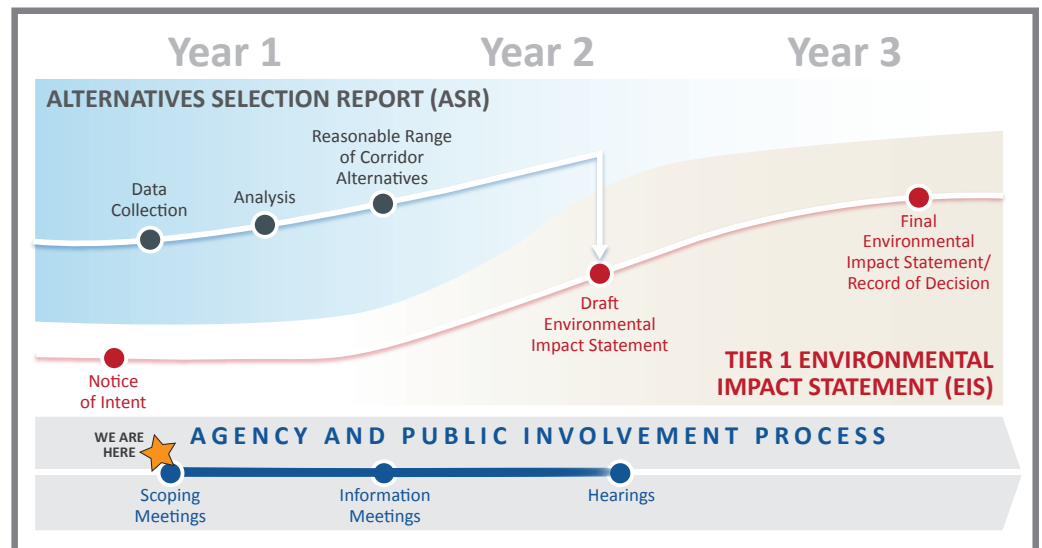 Year 1
Year 2
Year 3
ALTERNATIVES SELECTION REPORT (ASR)
Data
Collection
Analysis
Reasonable Range
of Corridor
Alternatives
Notice
of Intent
Draft
Environmental
Impact Statement
Final
Environmental
Impact Statement/
Record of Decision
TIER 1 ENVIRONMENTAL
IMPACT STATEMENT (EIS)
WE ARE
HERE
AGENCY AND PUBLIC INVOLVEMENT PROCESS
Scoping
Meetings
Information
Meetings
Hearings